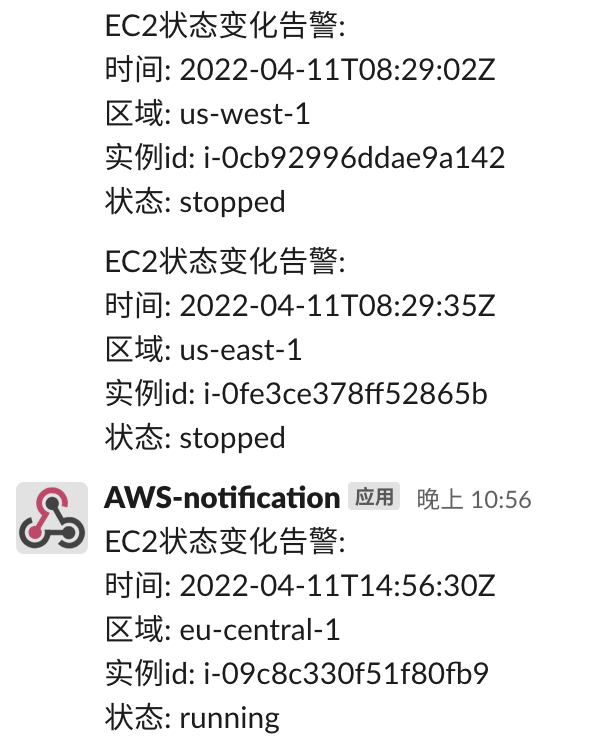 EC2状态变化告警:
时间: 2022-04-11T08:29:02Z
区域: us-west-1
实例id: i-0cb92996ddae9a142
状态: stopped
EC2状态变化告警:
时间: 2022-04-11T08:29:35Z
区域: us-east-1
实例id: i-0fe3ce378ff52865b
状态: stopped
AWS-notification 应用 晚上 10:56
EC2状态变化告警:
时间: 2022-04-11T14:56:30Z
区域: eu-central-1
实例id: i-09c8c330f51f80fb9
状态: running